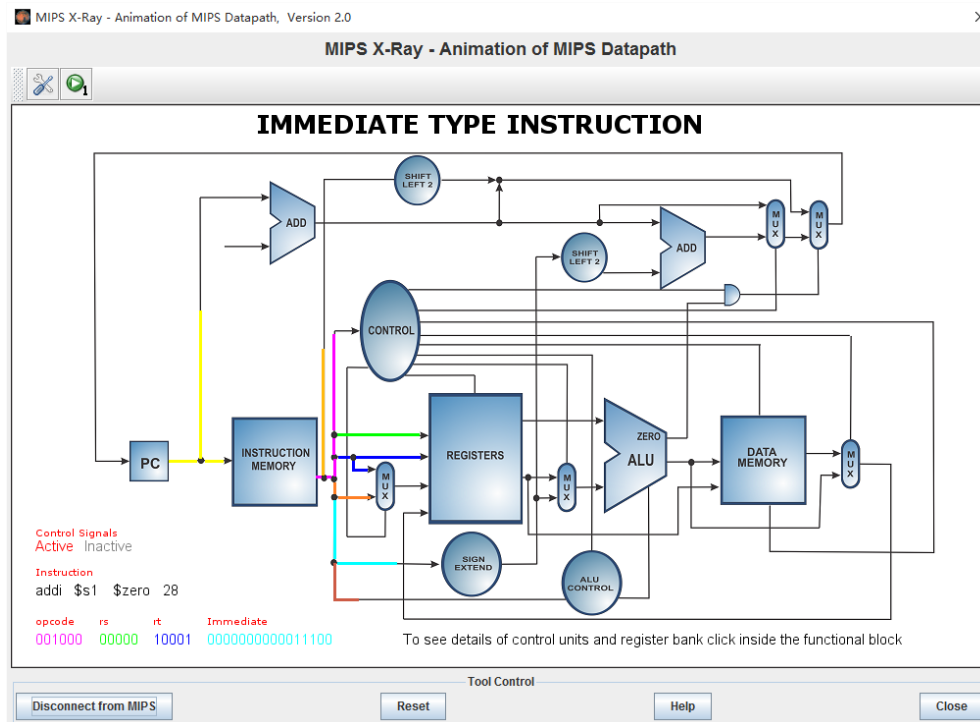 MIPS X-Ray - Animation of MIPS Datapath, Version 2.0
MIPS X-Ray - Animation of MIPS Datapath
1
IMMEDIATE TYPE INSTRUCTION
SHIFT
LEFT 2
ADD
MUX
MUX
ADD
SHIFT
LEFT 2
CONTROL
PC
INSTRUCTION
MEMORY
MUX
REGISTERS
MUX
ZERO
ALU
DATA
MEMORY
MUX
SIGN
EXTEND
ALU
CONTROL
Control Signals
Active Inactive
Instruction
addi $s1 $zero 28
opcode rs rt Immediate
001000 00000 10001 0000000000011100
To see details of control units and register bank click inside the functional block
Tool Control
Disconnect from MIPS Reset Help Close